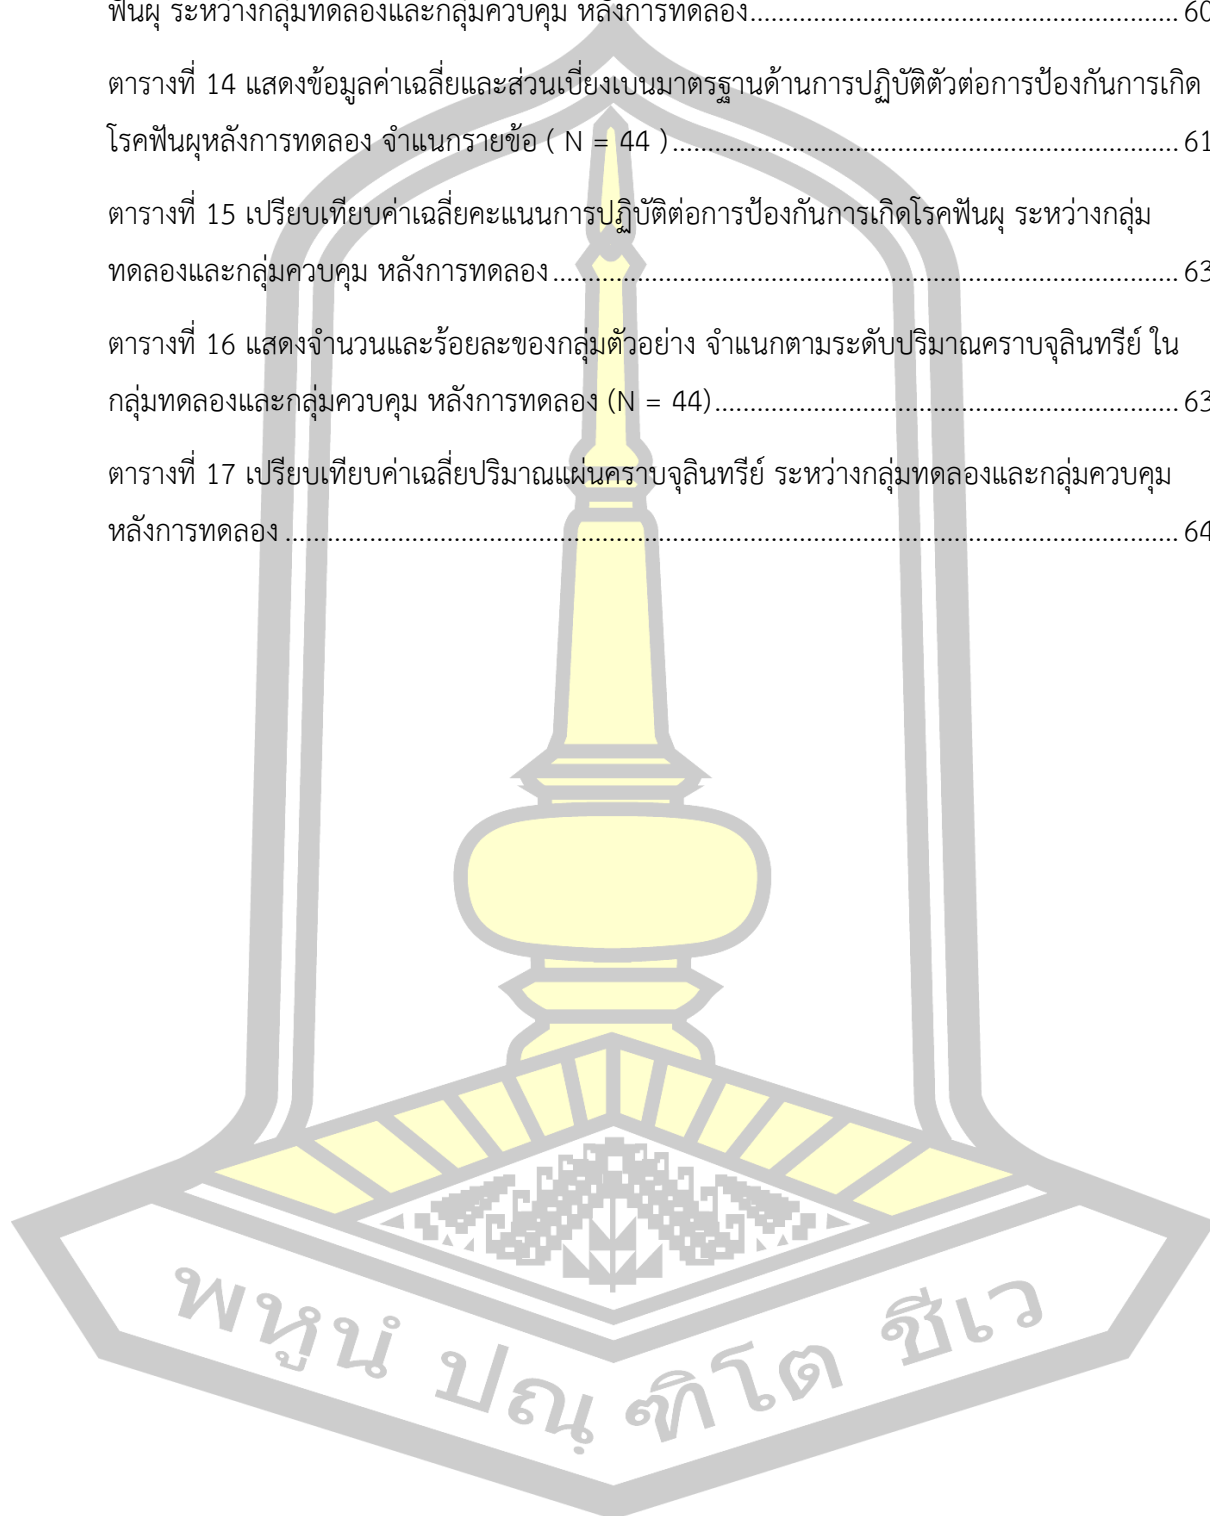 ฟันผุ ระหว่างกลุ่มทดลองและกลุ่มควบคุม หลังการทดลอง.......................................................................... 60
ตารางที่ 14 แสดงข้อมูลค่าเฉลี่ยและส่วนเบี่ยงเบนมาตรฐานด้านการปฏิบัติตัวต่อการป้องกันการเกิด
โรคฟันผุหลังการทดลอง จำแนกรายข้อ ( N = 44 )........................................................................................ 61
ตารางที่ 15 เปรียบเทียบค่าเฉลี่ยคะแนนการปฏิบัติต่อการป้องกันการเกิดโรคฟันผุ ระหว่างกลุ่ม
ทดลองและกลุ่มควบคุม หลังการทดลอง............................................................................................................ 63
ตารางที่ 16 แสดงจำนวนและร้อยละของกลุ่มตัวอย่าง จำแนกตามระดับปริมาณคราบจุลินทรีย์ ใน
กลุ่มทดลองและกลุ่มควบคุม หลังการทดลอง (N = 44)................................................................................ 63
ตารางที่ 17 เปรียบเทียบค่าเฉลี่ยปริมาณแผ่นคราบจุลินทรีย์ ระหว่างกลุ่มทดลองและกลุ่มควบคุม
หลังการทดลอง......................................................................................................................................................... 64
พหูนํ ปณฺฑิโต ชีเว